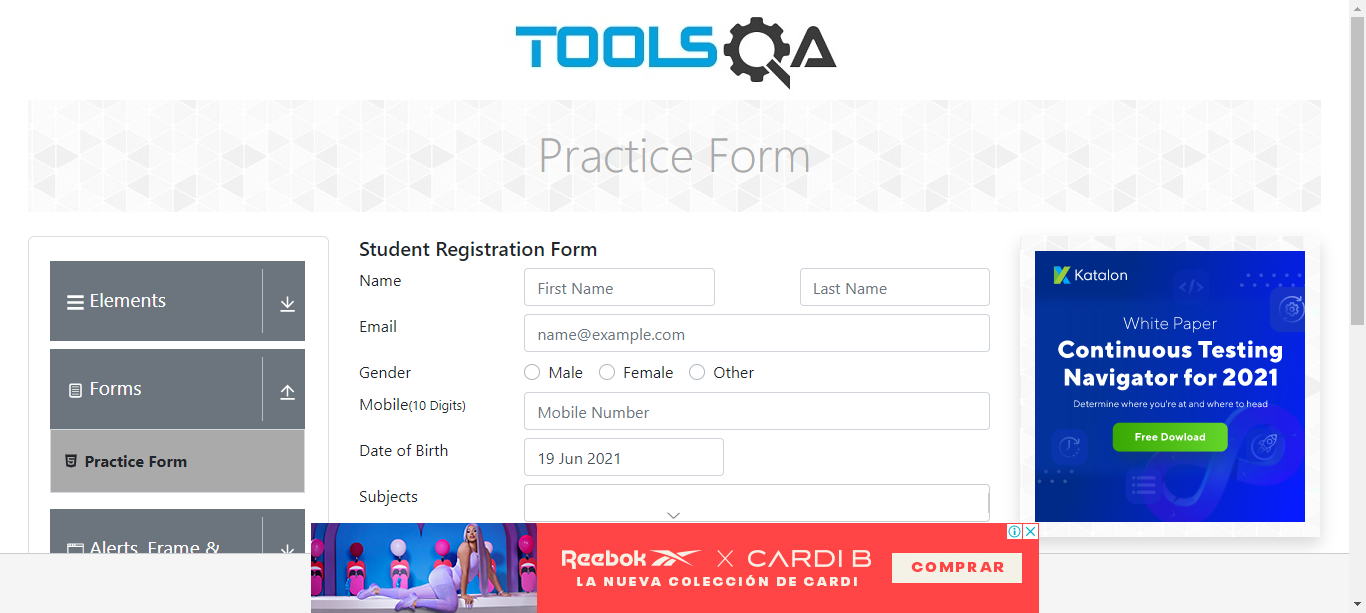 TOOLSQA
Practice Form
Elements
Forms
Practice Form
Alerts, Frame &
Student Registration Form
Name
First Name
Last Name
Email
name@example.com
Gender
Male
Female
Other
Mobile(10 Digits)
Mobile Number
Date of Birth
19 Jun 2021
Subjects
Katalon
White Paper
Continuous Testing
Navigator for 2021
Determine where you're at and where to head
Free Dowload
Reebok X CARDI B
LA NUEVA COLECCIÓN DE CARDI
COMPRAR